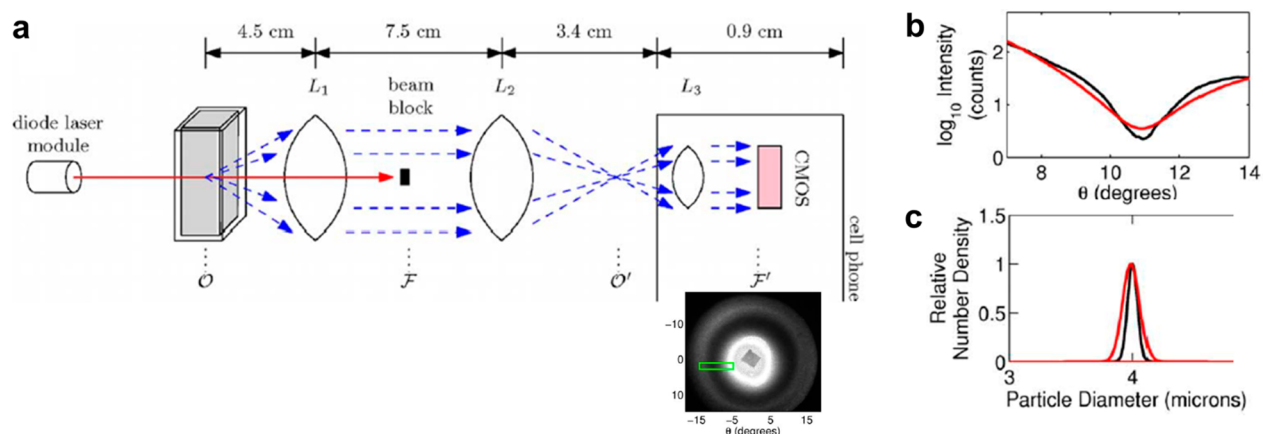 a
4.5 cm
7.5 cm
3.4 cm
0.9 cm
diode laser
module
L1
beam
block
L2
L3
CMOS
cell phone
O
F
O′
F′
−10
0
10
−15
−5
5
15
θ (degrees)
b
log10 Intensity
(counts)
2
1
0
8
10
12
14
θ (degrees)
c
Relative
Number Density
1.5
1
0.5
0
3
4
Particle Diameter (microns)